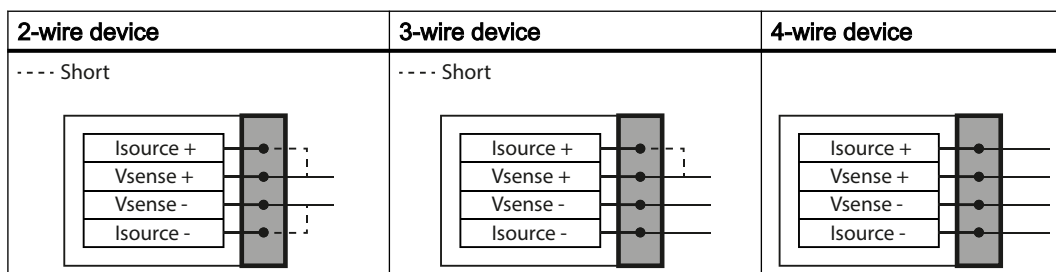 2-wire device
---- Short
Isource +
Vsense +
Vsense -
Isource -
3-wire device
---- Short
Isource +
Vsense +
Vsense -
Isource -
4-wire device
Isource +
Vsense +
Vsense -
Isource -